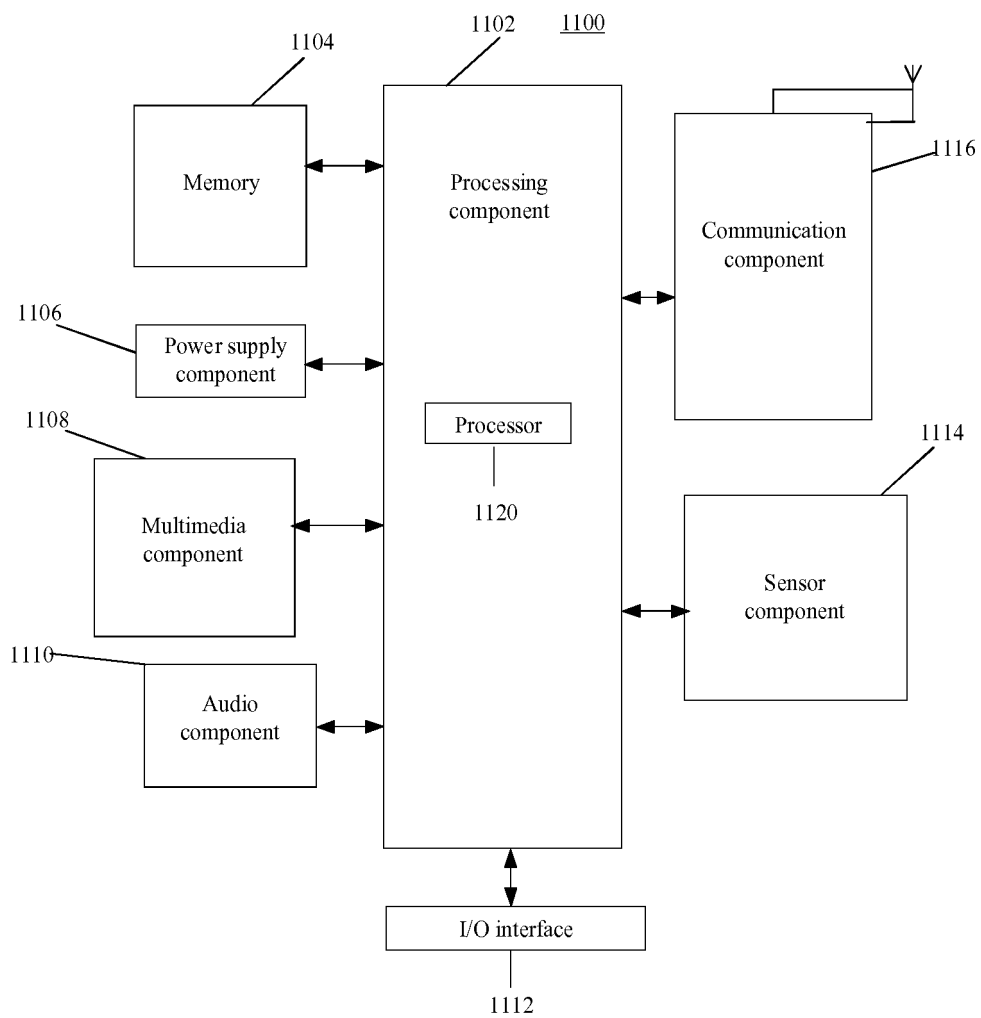 1102
1100
1104
1116
Memory
Processing
component
Communication
component
1106
Power supply
component
1108
Processor
1114
1120
Multimedia
component
Sensor
component
1110
Audio
component
I/O interface
1112